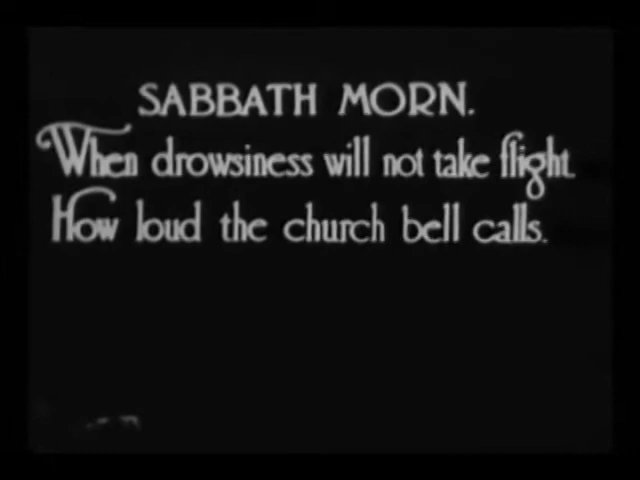 SABBATH MORN.
When drowsiness will not take flight.
How loud the church bell calls.